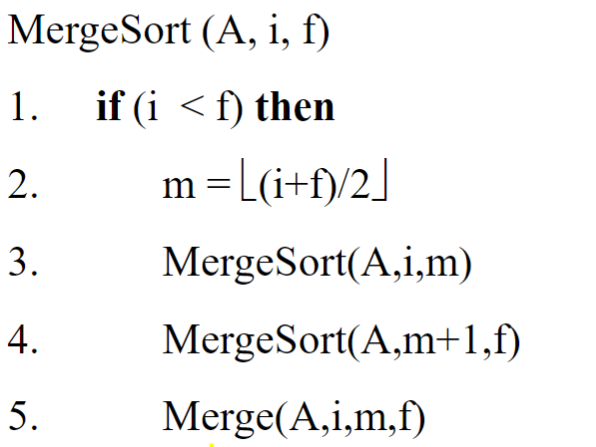 MergeSort (A, i, f)
1. if (i < f) then
2. m = ⌊(i+f)/2⌋
3. MergeSort(A,i,m)
4. MergeSort(A,m+1,f)
5. Merge(A,i,m,f)